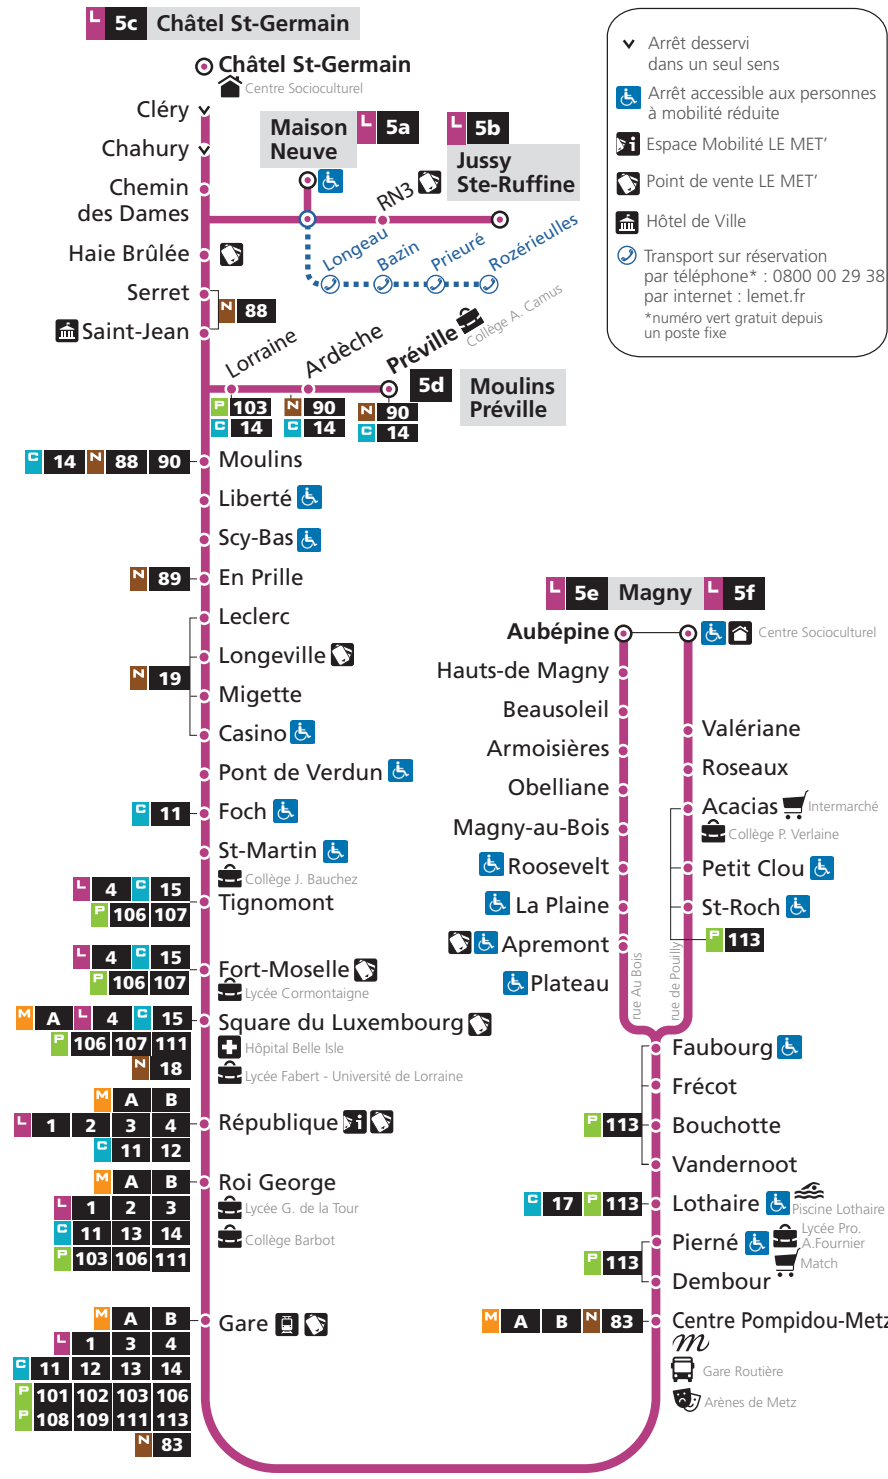 L 5c Châtel St-Germain
Châtel St-Germain
Centre Socioculturel
Cléry
Chahury
Chemin
des Dames
Maison
Neuve
L 5a
L 5b
Jussy
Ste-Ruffine
RN3
Longeau
Bazin
Prieuré
Rozérieulles
Haie Brûlée
Serret
N 88
Saint-Jean
Lorraine
Ardèche
Préville
Collège A. Camus
5d
Moulins
Préville
P 103
C 14
N 90
C 14
N 90
C 14
Arrêt desservi
dans un seul sens
Arrêt accessible aux personnes
à mobilité réduite
i Espace Mobilité LE MET'
Point de vente LE MET'
Hôtel de Ville
Transport sur réservation
par téléphone* : 0800 00 29 38
par internet : lemet.fr
*numéro vert gratuit depuis
un poste fixe
C 14 N 88 90 Moulins
Liberté
Scy-Bas
N 89 En Prille
Leclerc
Longeville
N 19
Migette
Casino
Pont de Verdun
C 11 Foch
St-Martin
Collège J. Bauchez
L 4 C 15
P 106 107
Tignomont
L 4 C 15
P 106 107
Fort-Moselle
Lycée Cormontaigne
M A L 4 C 15
P 106 107 111
N 18
Square du Luxembourg
Hôpital Belle Isle
Lycée Fabert - Université de Lorraine
M A B
L 1 2 3 4
C 11 12
République i
M A B
L 1 2 3
C 11 13 14
P 103 106 111
Roi George
Lycée G. de la Tour
Collège Barbot
M A B
L 1 3 4
C 11 12 13 14
P 101 102 103 106
P 108 109 111 113
N 83
Gare
L 5e Magny L 5f
Aubépine
Centre Socioculturel
Hauts-de Magny
Beausoleil
Armoisières
Obelliane
Magny-au-Bois
Roosevelt
La Plaine
Apremont
Plateau
rue Au Bois
rue de Pouilly
Valériane
Roseaux
Acacias
Intermarché
Collège P. Verlaine
Petit Clou
St-Roch
P 113
Faubourg
Frécot
P 113 Bouchotte
Vandernoot
C 17 P 113 Lothaire
Piscine Lothaire
Pierné
Lycée Pro.
A.Fournier
Match
P 113
Dembour
M A B N 83 Centre Pompidou-Metz
m
Gare Routière
Arènes de Metz